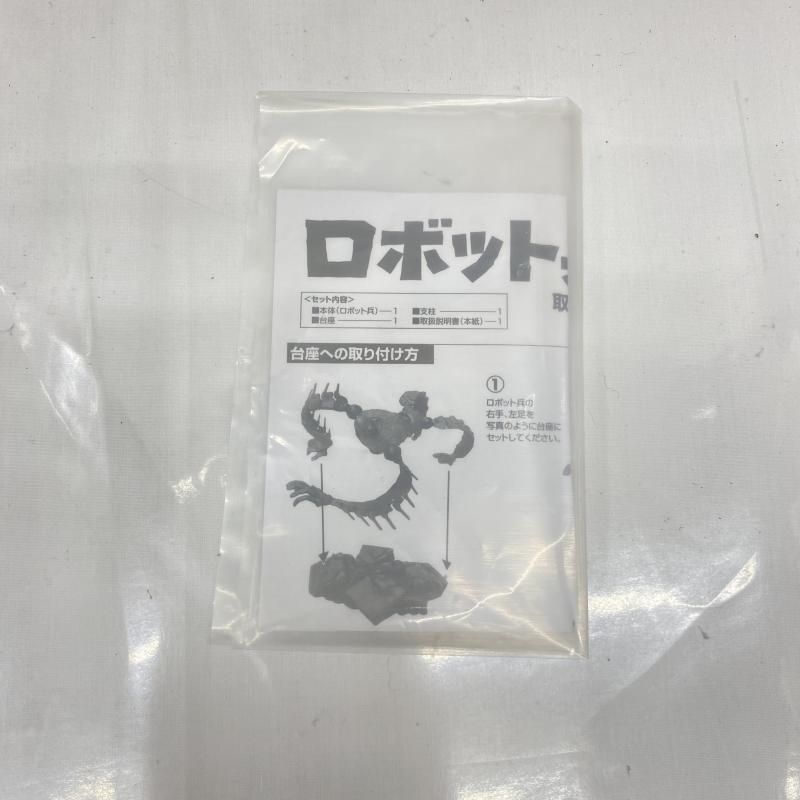 ロボット
取
<セット内容>
■本体(ロボット兵)―1 ■支柱―――1
■台座―――1 ■取扱説明書(本紙)―1
台座への取り付け方
①
ロボット兵の
右手、左足を
写真のように台座に
セットしてください。